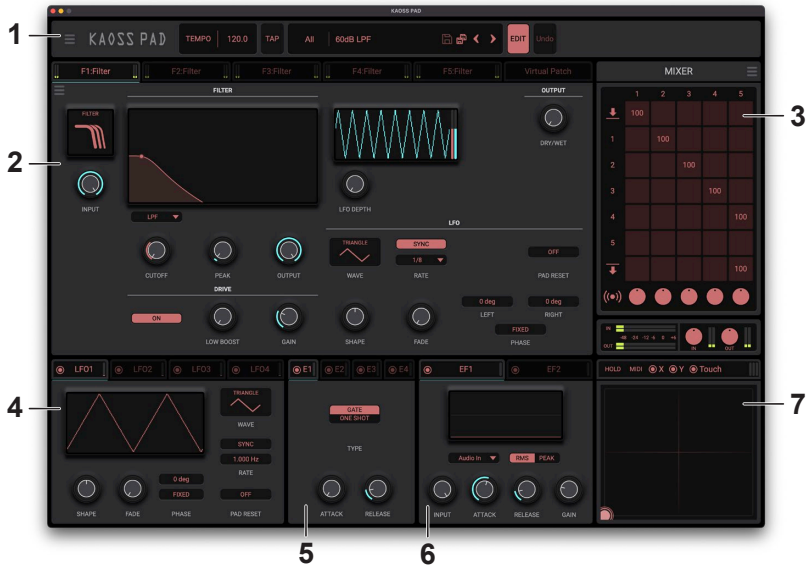 KAOSS PAD
1
KAOSS PAD
TEMPO 120.0 TAP All 60dB LPF EDIT Undo
F1:Filter F2:Filter F3:Filter F4:Filter F5:Filter Virtual Patch
MIXER
FILTER OUTPUT
FILTER
DRY/WET
INPUT
LFO DEPTH
LPF
LFO
CUTOFF PEAK OUTPUT
TRIANGLE
WAVE
SYNC
1/8
RATE
OFF
PAD RESET
DRIVE
ON
LOW BOOST GAIN SHAPE FADE
0 deg 0 deg
LEFT RIGHT
FIXED
PHASE
2
1 2 3 4 5
100
1 100
2 100
3 100
4 100
5
100
3
IN
-48 -24 -12 -6 0 +6
OUT
IN OUT
LFO1 LFO2 LFO3 LFO4
TRIANGLE
WAVE
SYNC
1.000 Hz
RATE
0 deg
FIXED OFF
SHAPE FADE PHASE PAD RESET
4
E1 E2 E3 E4
GATE
ONE SHOT
TYPE
ATTACK RELEASE
5
EF1 EF2
Audio In RMS PEAK
INPUT ATTACK RELEASE GAIN
6
HOLD MIDI X Y Touch
7